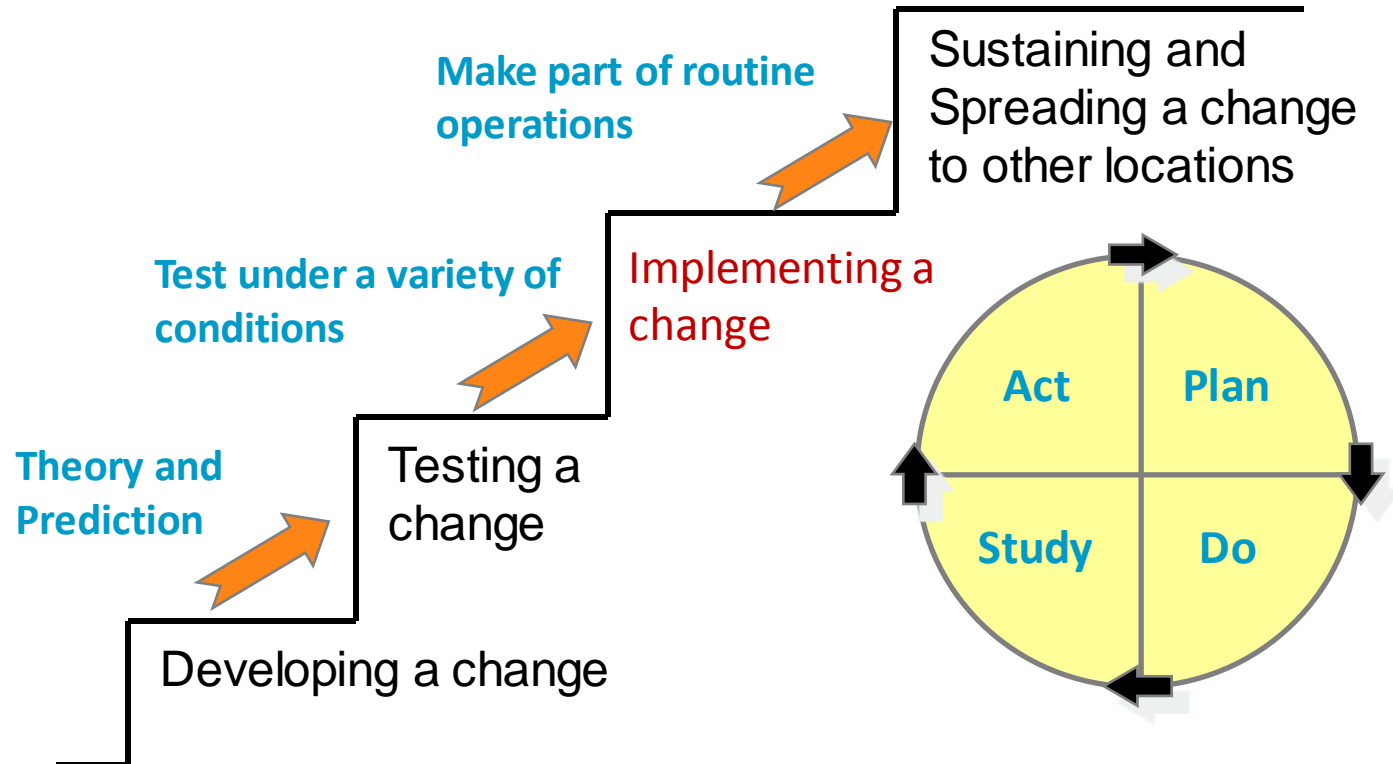 Make part of routine
operations
Sustaining and
Spreading a change
to other locations
Test under a variety of
conditions
Implementing a
change
Theory and
Prediction
Testing a
change
Developing a change
Act
Plan
Study
Do